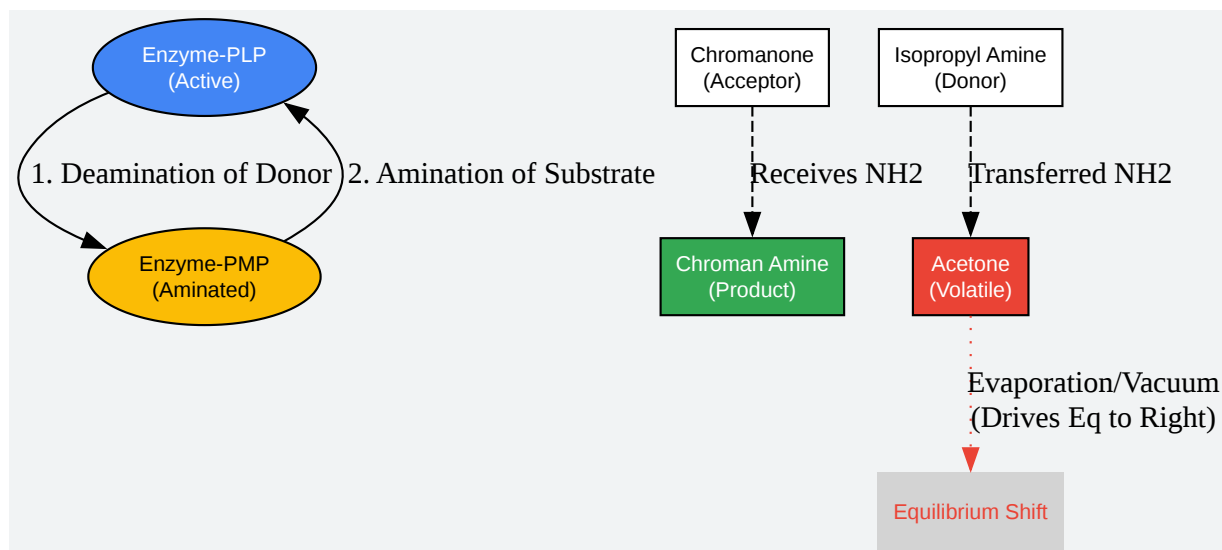 Enzyme-PLP
(Active)
Chromanone
(Acceptor)
Isopropyl Amine
(Donor)
1. Deamination of Donor
2. Amination of Substrate
Receives NH2
Transferred NH2
Enzyme-PMP
(Aminated)
Chroman Amine
(Product)
Acetone
(Volatile)
Evaporation/Vacuum
(Drives Eq to Right)
Equilibrium Shift